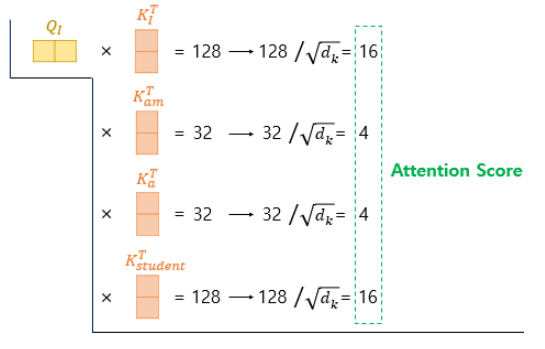 Q_I
K_I^T
× = 128 → 128 /√d_k = 16
K_am^T
× = 32 → 32 /√d_k = 4
Attention Score
K_a^T
× = 32 → 32 /√d_k = 4
K_student^T
× = 128 → 128 /√d_k = 16